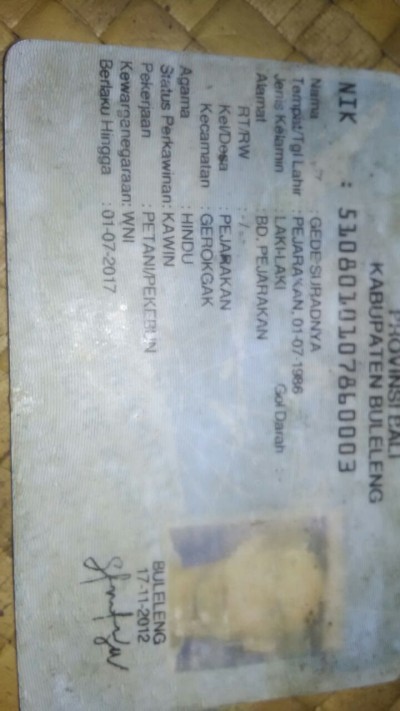 PROVINSI BALI
KABUPATEN BULELENG
NIK : 5108010107860003
Nama : GEDE SURADNYA
Tempat/Tgl Lahir : PEJARAKAN, 01-07-1986
Jenis Kelamin : LAKI-LAKI Gol Darah : -
Alamat : BD. PEJARAKAN
RT/RW : - / -
Kel/Desa : PEJARAKAN
Kecamatan : GEROKGAK
Agama : HINDU
Status Perkawinan: KAWIN
Pekerjaan : PETANI/PEKEBUN
Kewarganegaraan: WNI
Berlaku Hingga : 01-07-2017
BULELENG
17-11-2012